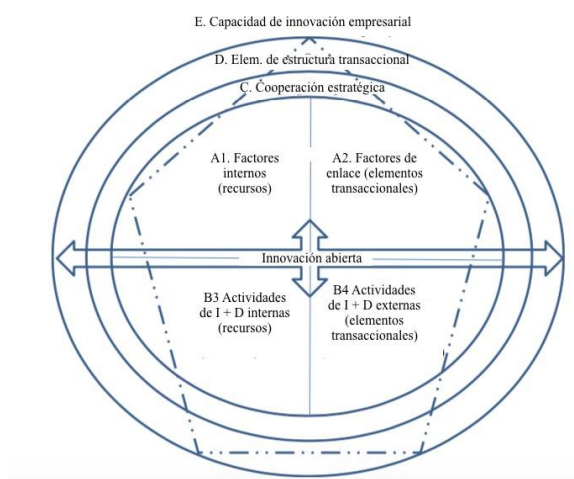 E. Capacidad de innovación empresarial
D. Elem. de estructura transaccional
C. Cooperación estratégica
A1. Factores
internos
(recursos)
A2. Factores de
enlace (elementos
transaccionales)
Innovación abierta
B3 Actividades
de I + D internas
(recursos)
B4 Actividades
de I + D externas
(elementos
transaccionales)